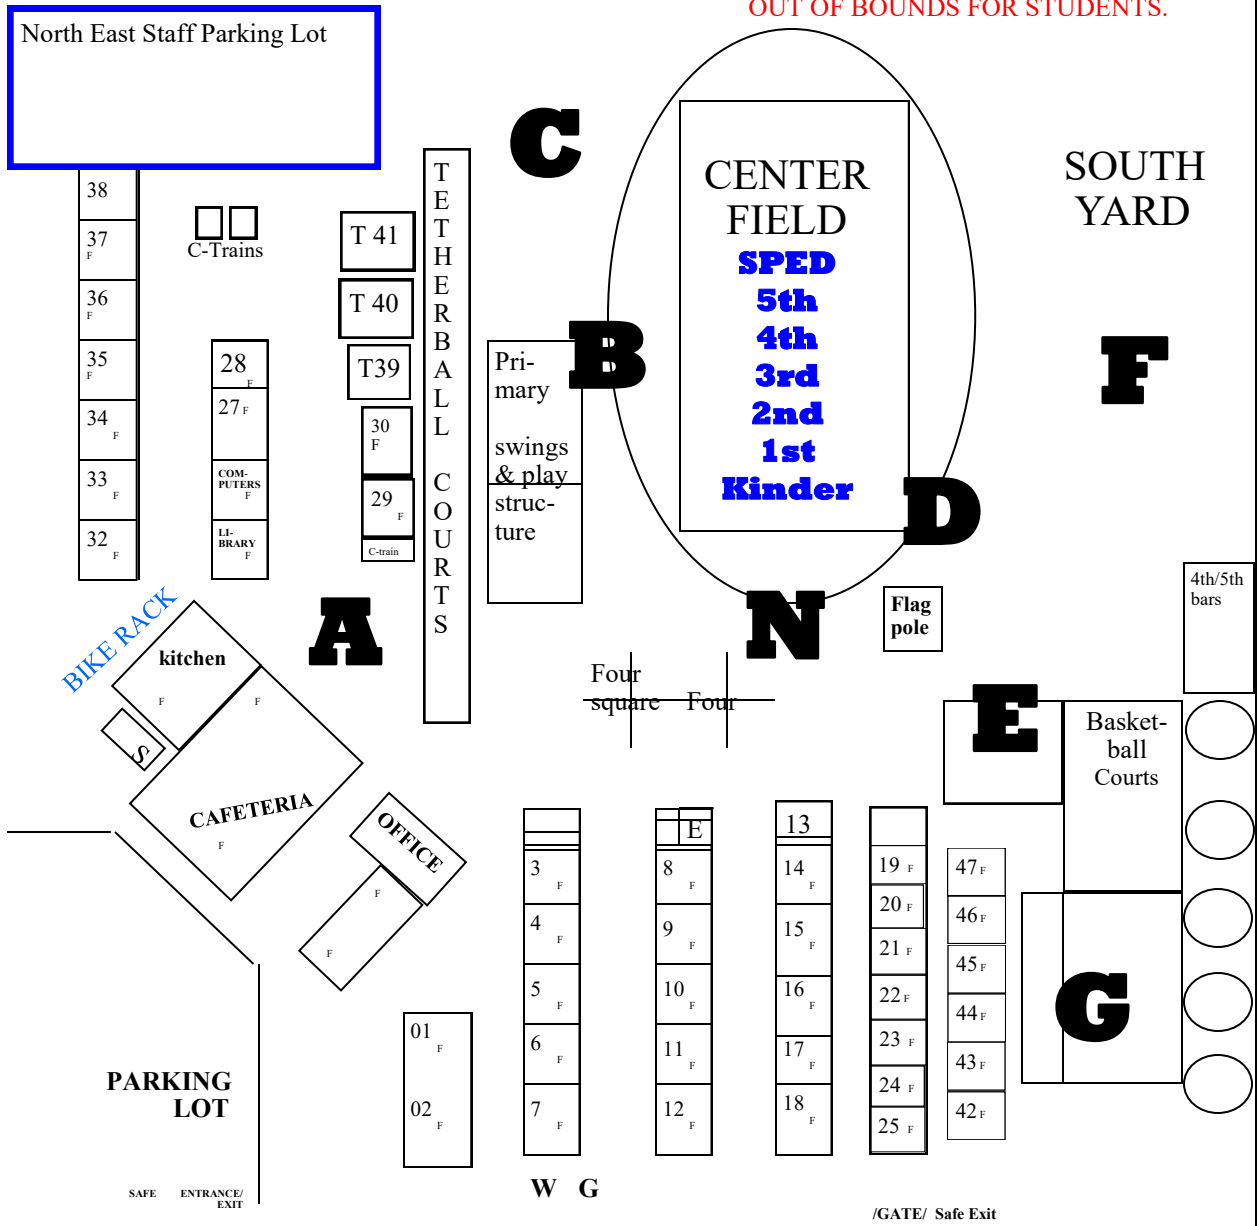 OUT OF BOUNDS FOR STUDENTS.
North East Staff Parking Lot
C
CENTER
FIELD
SPED
5th
4th
3rd
2nd
1st
Kinder
SOUTH
YARD
38
37
F
36
F
35
F
34
F
33
F
32
F
C-Trains
T 41
T 40
T39
30
F
29
F
C-train
TETHERBALL COURTS
28
F
27 F
COM-
PUTERS
F
LI-
BRARY
F
Pri-
mary
swings
& play
struc-
ture
B
F
D
N
A
Flag
pole
4th/5th
bars
BIKE RACK
kitchen
F
F
S
CAFETERIA
F
OFFICE
F
F
Four
square
Four
E
Basket-
ball
Courts
G
3
F
4
F
5
F
6
F
7
F
E
8
F
9
F
10
F
11
F
12
F
13
14
F
15
F
16
F
17
F
18
F
19 F
20 F
21 F
22 F
23 F
24 F
25 F
47 F
46 F
45 F
44 F
43 F
42 F
01
F
02
F
PARKING
LOT
SAFE ENTRANCE/
EXIT
W G
/GATE/ Safe Exit